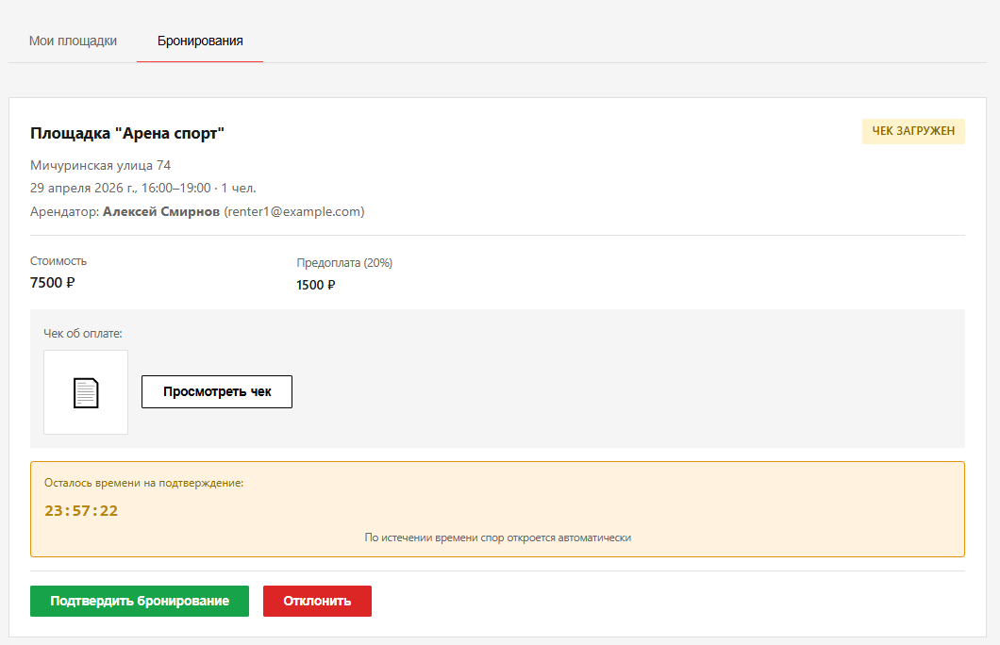 Мои площадки
Бронирования
Площадка "Арена спорт"
ЧЕК ЗАГРУЖЕН
Мичуринская улица 74
29 апреля 2026 г., 16:00–19:00 · 1 чел.
Арендатор: Алексей Смирнов (renter1@example.com)
Стоимость
7500 ₽
Предоплата (20%)
1500 ₽
Чек об оплате:
Просмотреть чек
Осталось времени на подтверждение:
23:57:22
По истечении времени спор откроется автоматически
Подтвердить бронирование
Отклонить